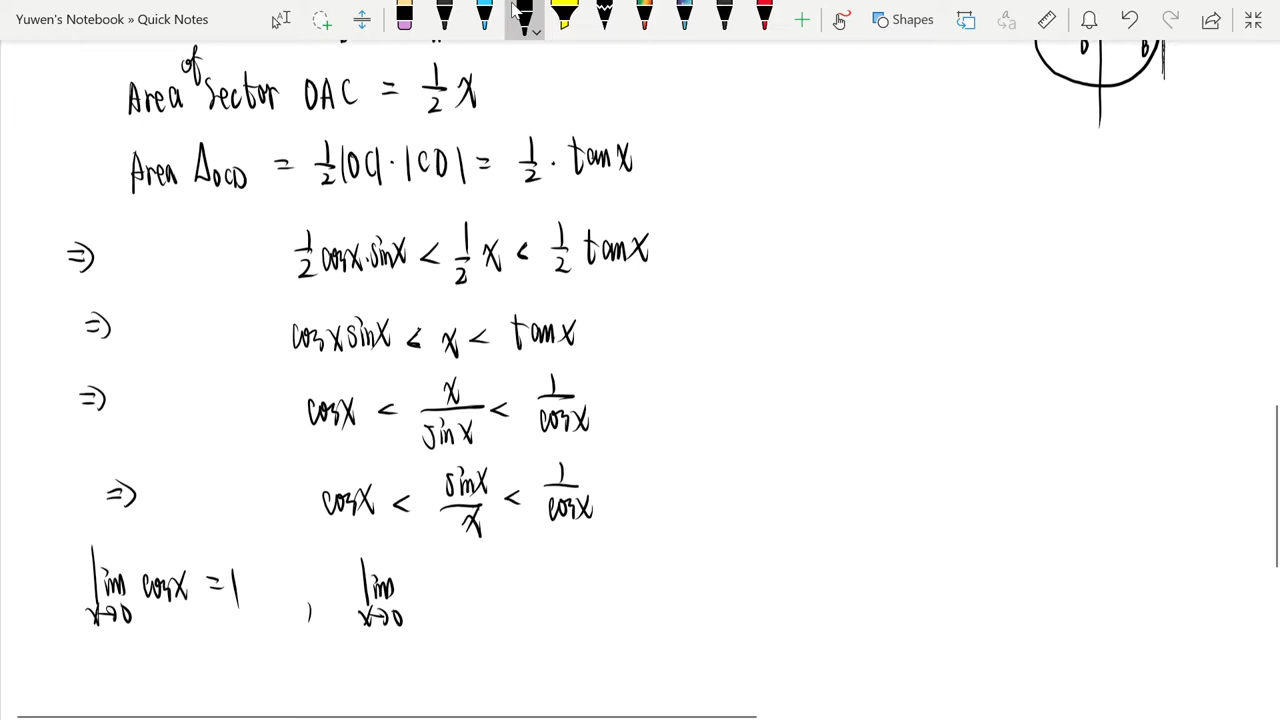 Yuwen's Notebook » Quick Notes
Shapes
D B
Area of Sector OAC = 1/2 x
Area Δ_OCD = 1/2 |OC| · |CD| = 1/2 · tan x
⇒ 1/2 cos x · sin x < 1/2 x < 1/2 tan x
⇒ cos x sin x < x < tan x
⇒ cos x < x/sin x < 1/cos x
⇒ cos x < sin x/x < 1/cos x
lim x→0 cos x = 1 , lim x→0